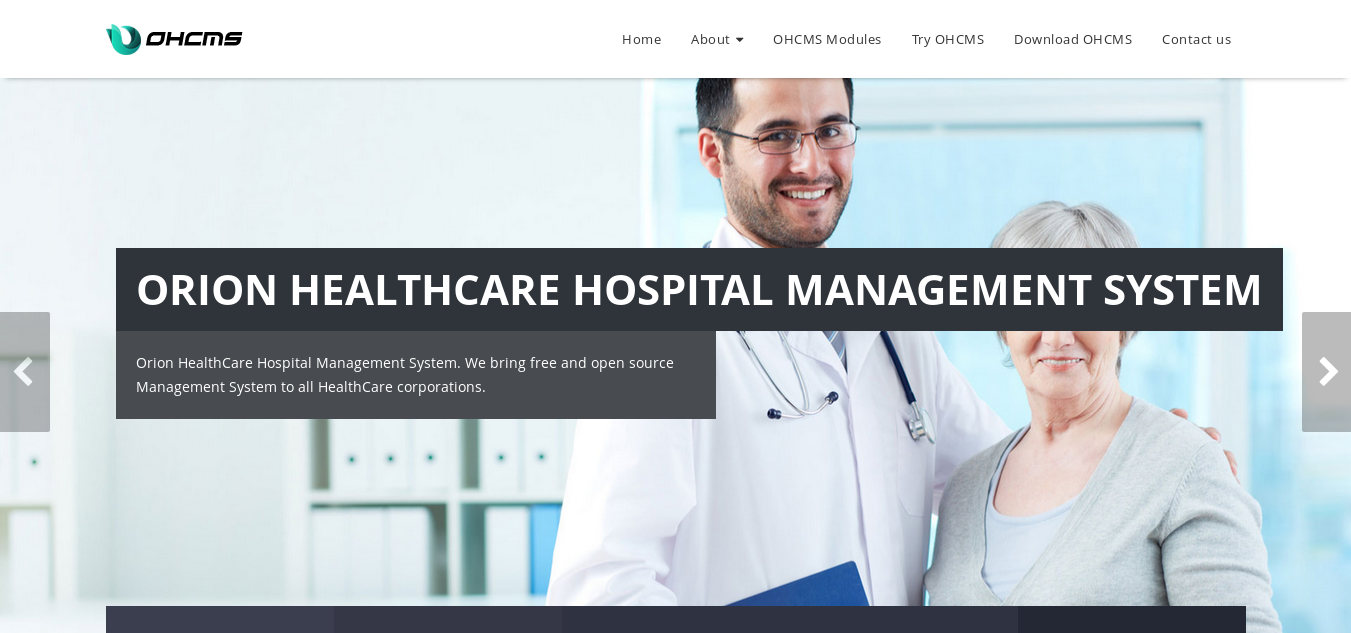 OHCMS
Home About OHCMS Modules Try OHCMS Download OHCMS Contact us
ORION HEALTHCARE HOSPITAL MANAGEMENT SYSTEM
Orion HealthCare Hospital Management System. We bring free and open source
Management System to all HealthCare corporations.